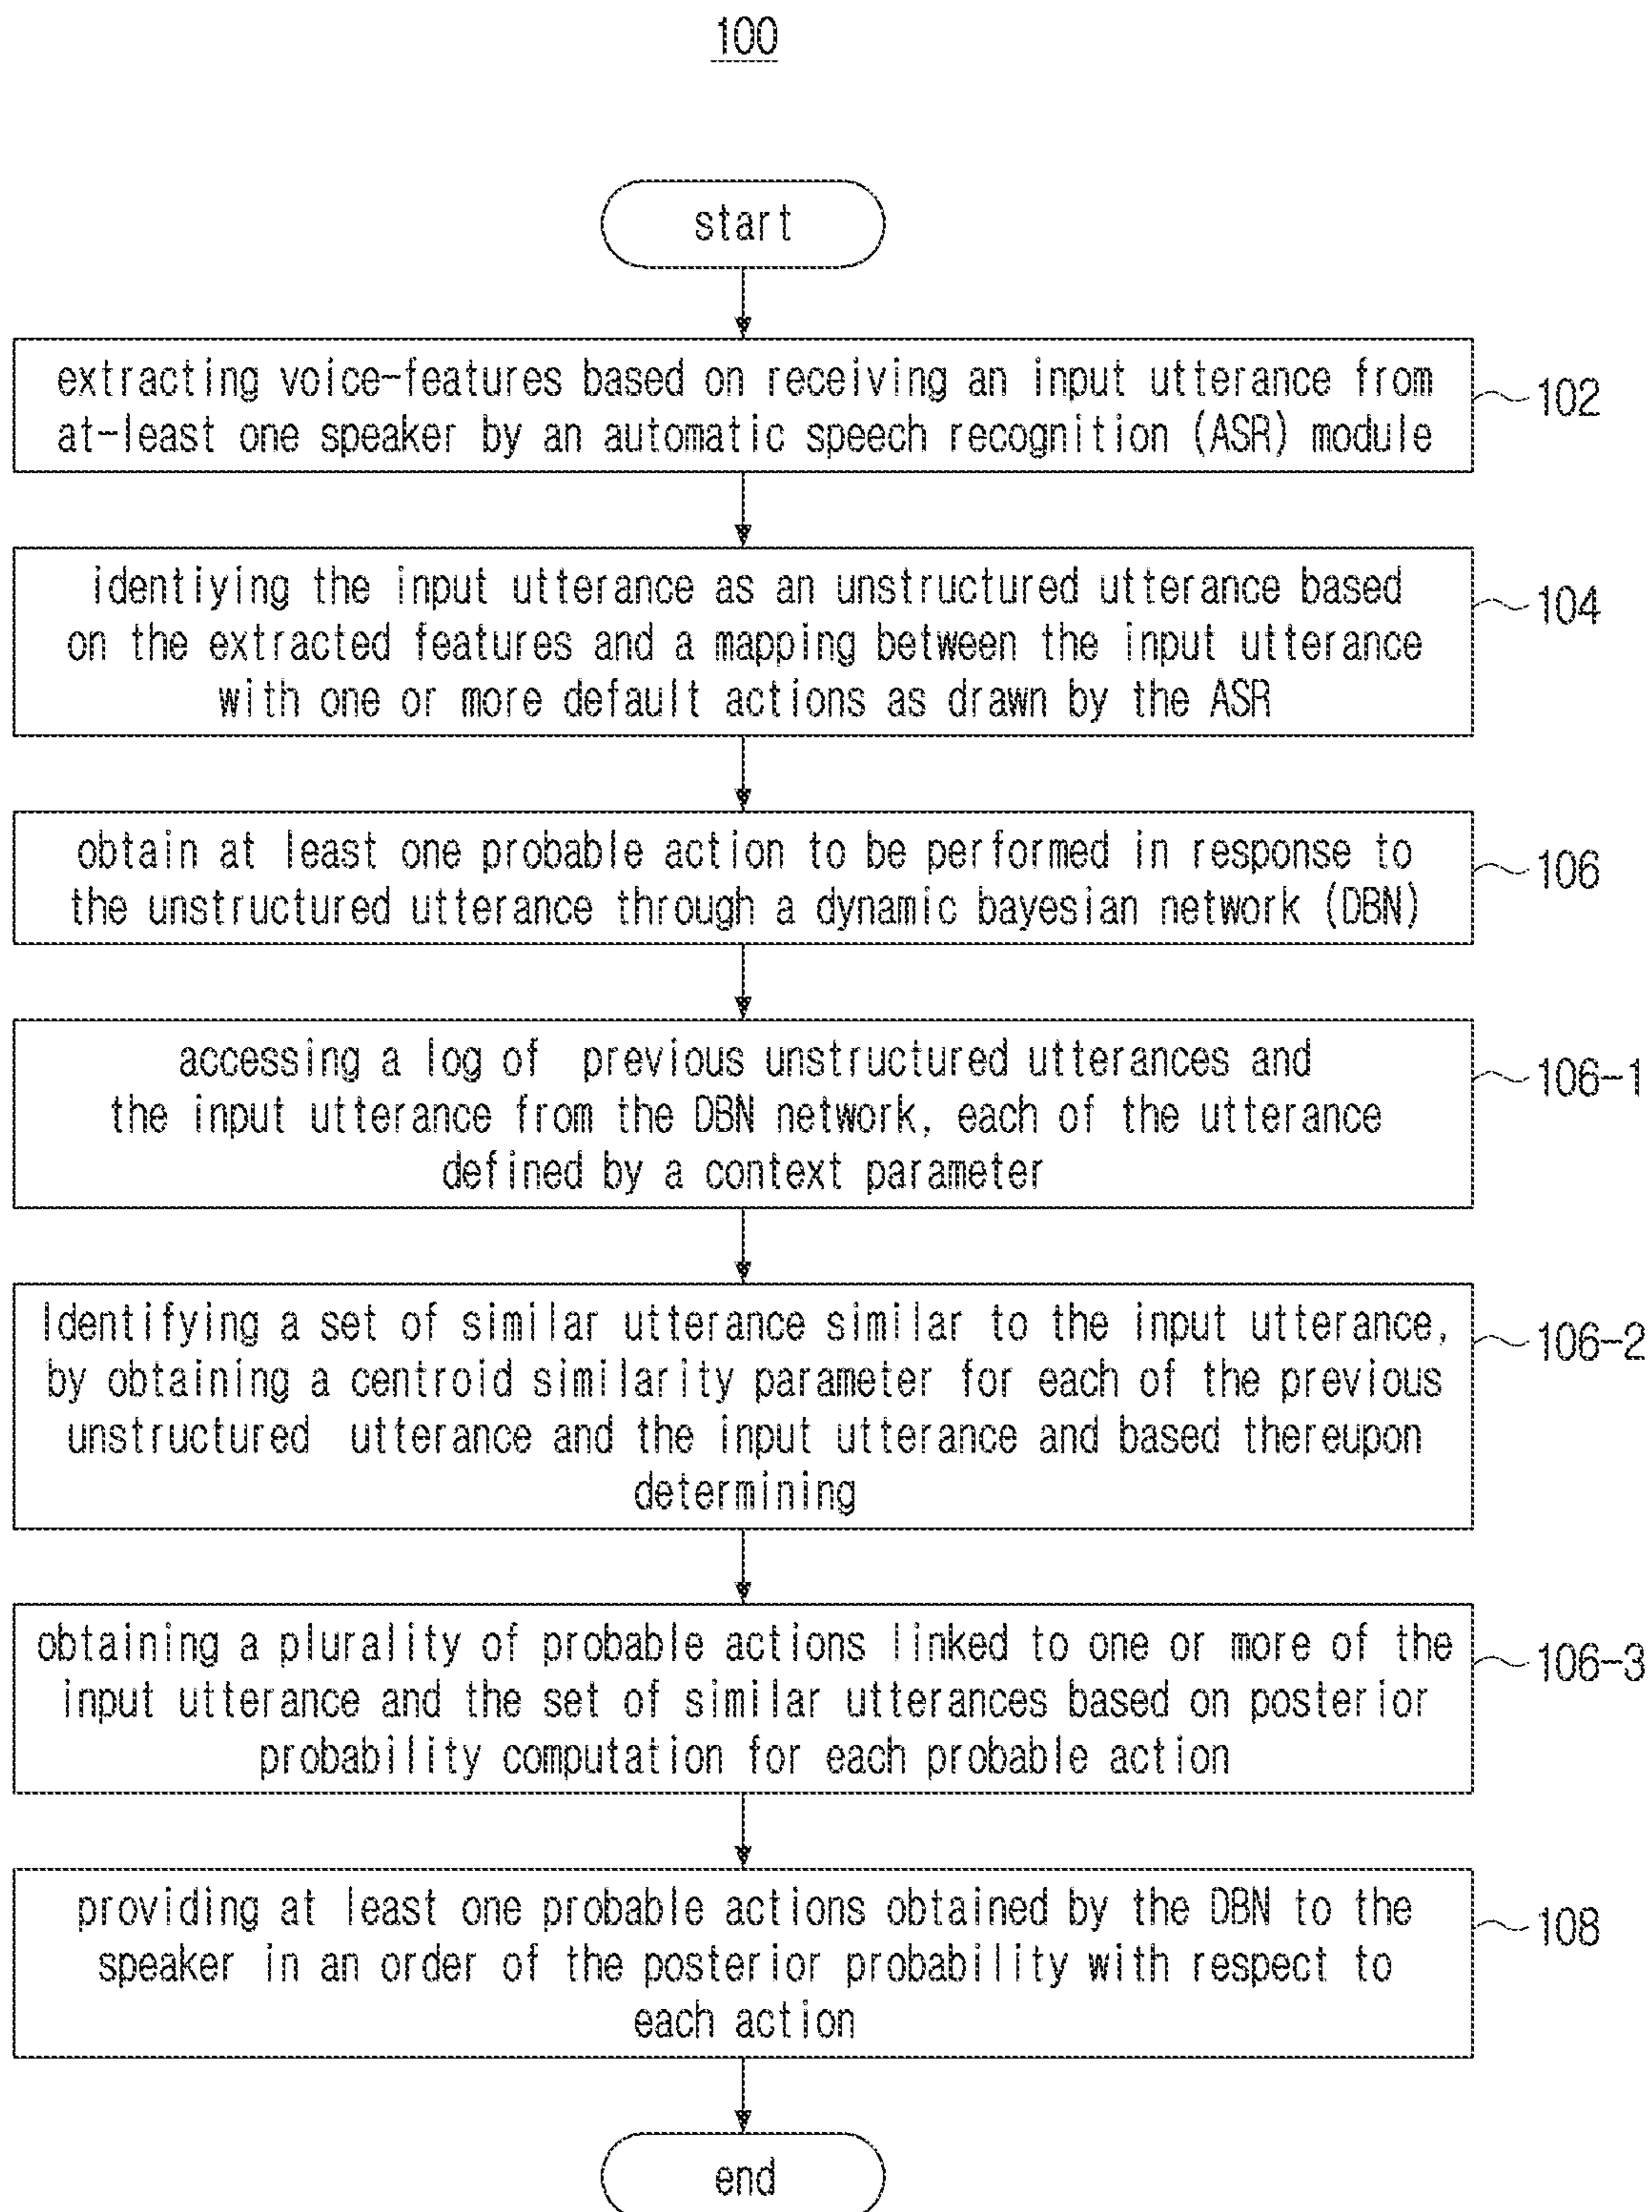 100
start
extracting voice-features based on receiving an input utterance from
at-least one speaker by an automatic speech recognition (ASR) module
102
identiying the input utterance as an unstructured utterance based
on the extracted features and a mapping between the input utterance
with one or more default actions as drawn by the ASR
104
obtain at least one probable action to be performed in response to
the unstructured utterance through a dynamic bayesian network (DBN)
106
accessing a log of previous unstructured utterances and
the input utterance from the DBN network, each of the utterance
defined by a context parameter
106-1
Identifying a set of similar utterance similar to the input utterance,
by obtaining a centroid similarity parameter for each of the previous
unstructured utterance and the input utterance and based thereupon
determining
106-2
obtaining a plurality of probable actions linked to one or more of the
input utterance and the set of similar utterances based on posterior
probability computation for each probable action
106-3
providing at least one probable actions obtained by the DBN to the
speaker in an order of the posterior probability with respect to
each action
108
end